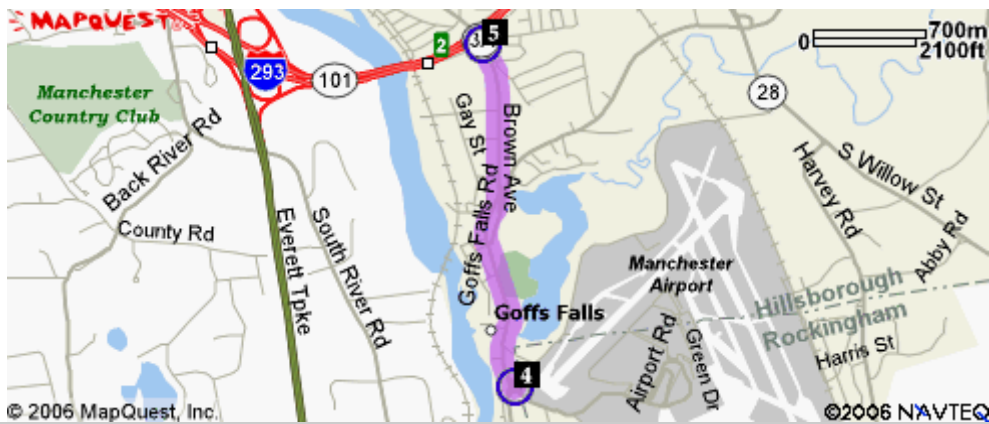 MAPQUEST
5
3
2
700m
0
2100ft
293
101
28
Manchester
Country Club
Back River Rd
Gay St
Brown Ave
S Willow St
Harvey Rd
County Rd
Everett Tpke
South River Rd
Goffs Falls Rd
Abby Rd
Manchester
Airport
Hillsborough
Goffs Falls
Rockingham
Airport Rd
Green Dr
Harris St
4
© 2006 MapQuest, Inc.
©2006 NAVTEQ